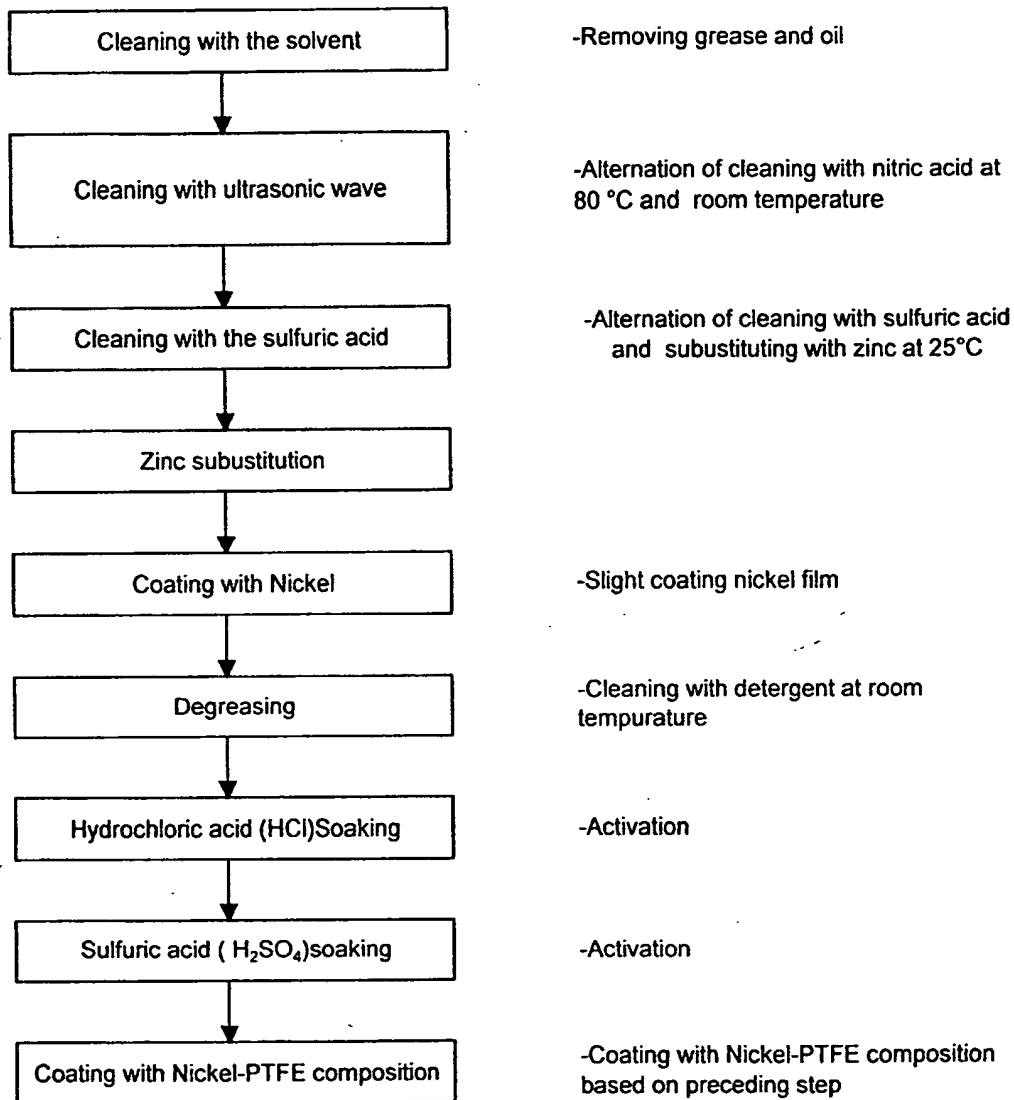 Cleaning with the solvent
-Removing grease and oil
Cleaning with ultrasonic wave
-Alternation of cleaning with nitric acid at
80 °C and room temperature
Cleaning with the sulfuric acid
-Alternation of cleaning with sulfuric acid
and subustituting with zinc at 25°C
Zinc subustitution
Coating with Nickel
-Slight coating nickel film
Degreasing
-Cleaning with detergent at room
tempurature
Hydrochloric acid (HCl)Soaking
-Activation
Sulfuric acid ( H₂SO₄)soaking
-Activation
Coating with Nickel-PTFE composition
-Coating with Nickel-PTFE composition
based on preceding step